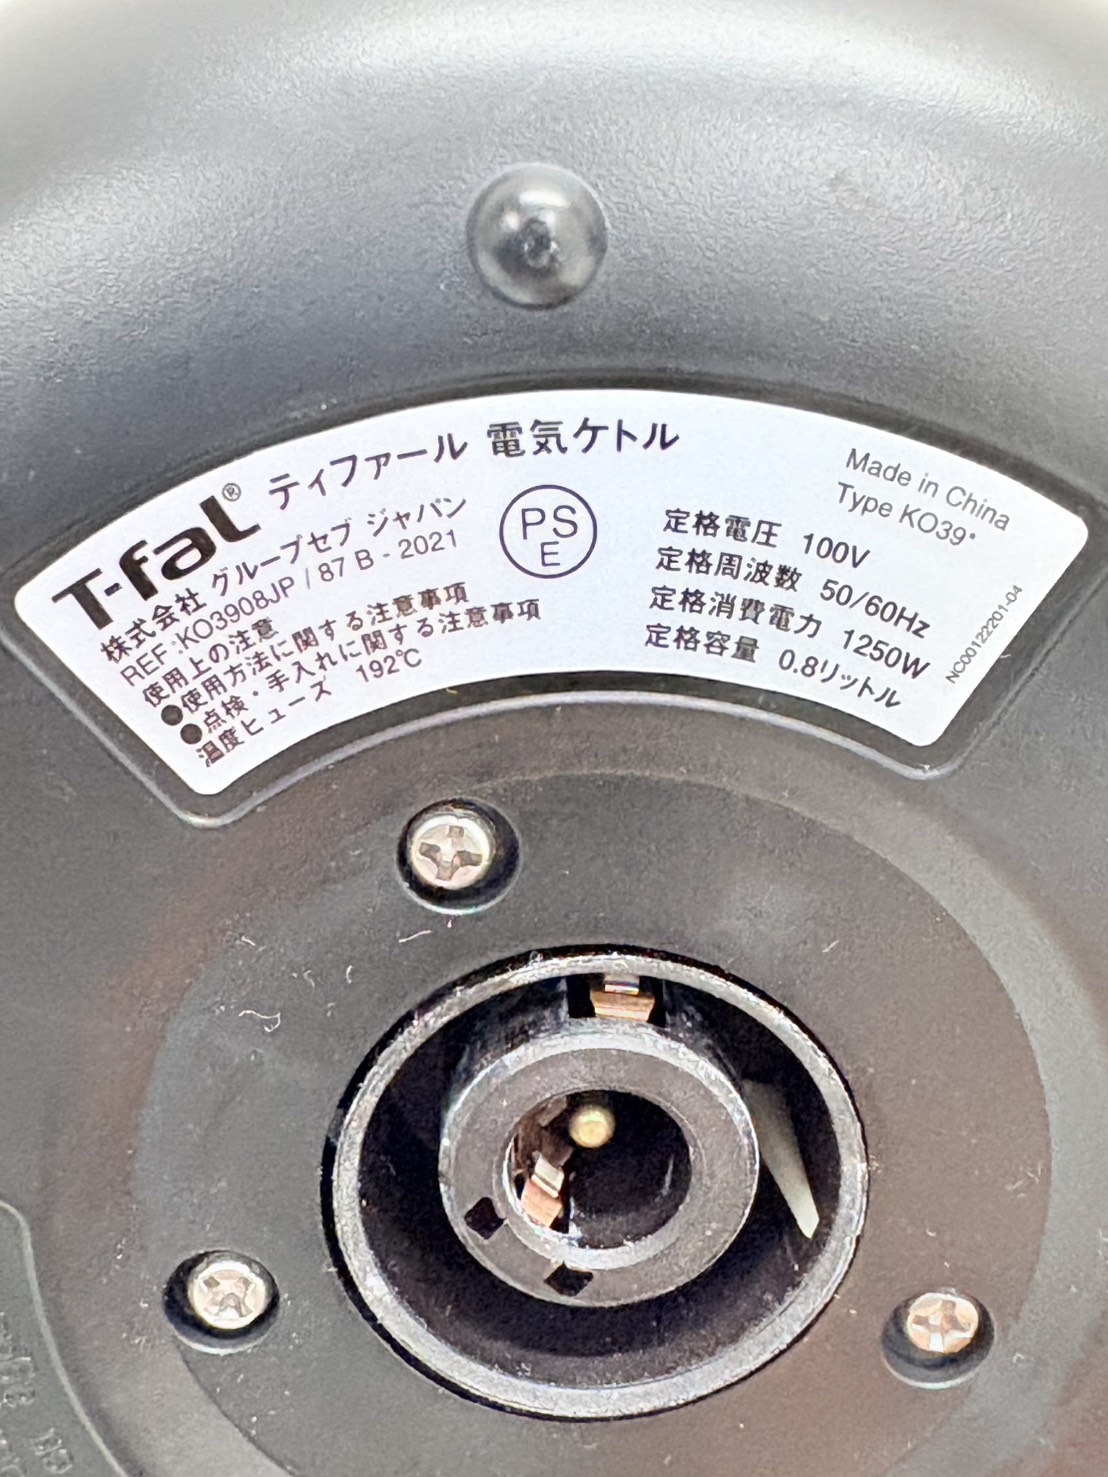 T-fal® ティファール 電気ケトル
株式会社 グループセブ ジャパン
REF :KO3908JP / 87 B - 2021
使用上の注意
●使用方法に関する注意事項
●点検・手入れに関する注意事項
温度ヒューズ 192℃
PS
E
Made in China
Type KO39*
定格電圧 100V
定格周波数 50/60Hz
定格消費電力 1250W
定格容量 0.8リットル
NC00122201-04